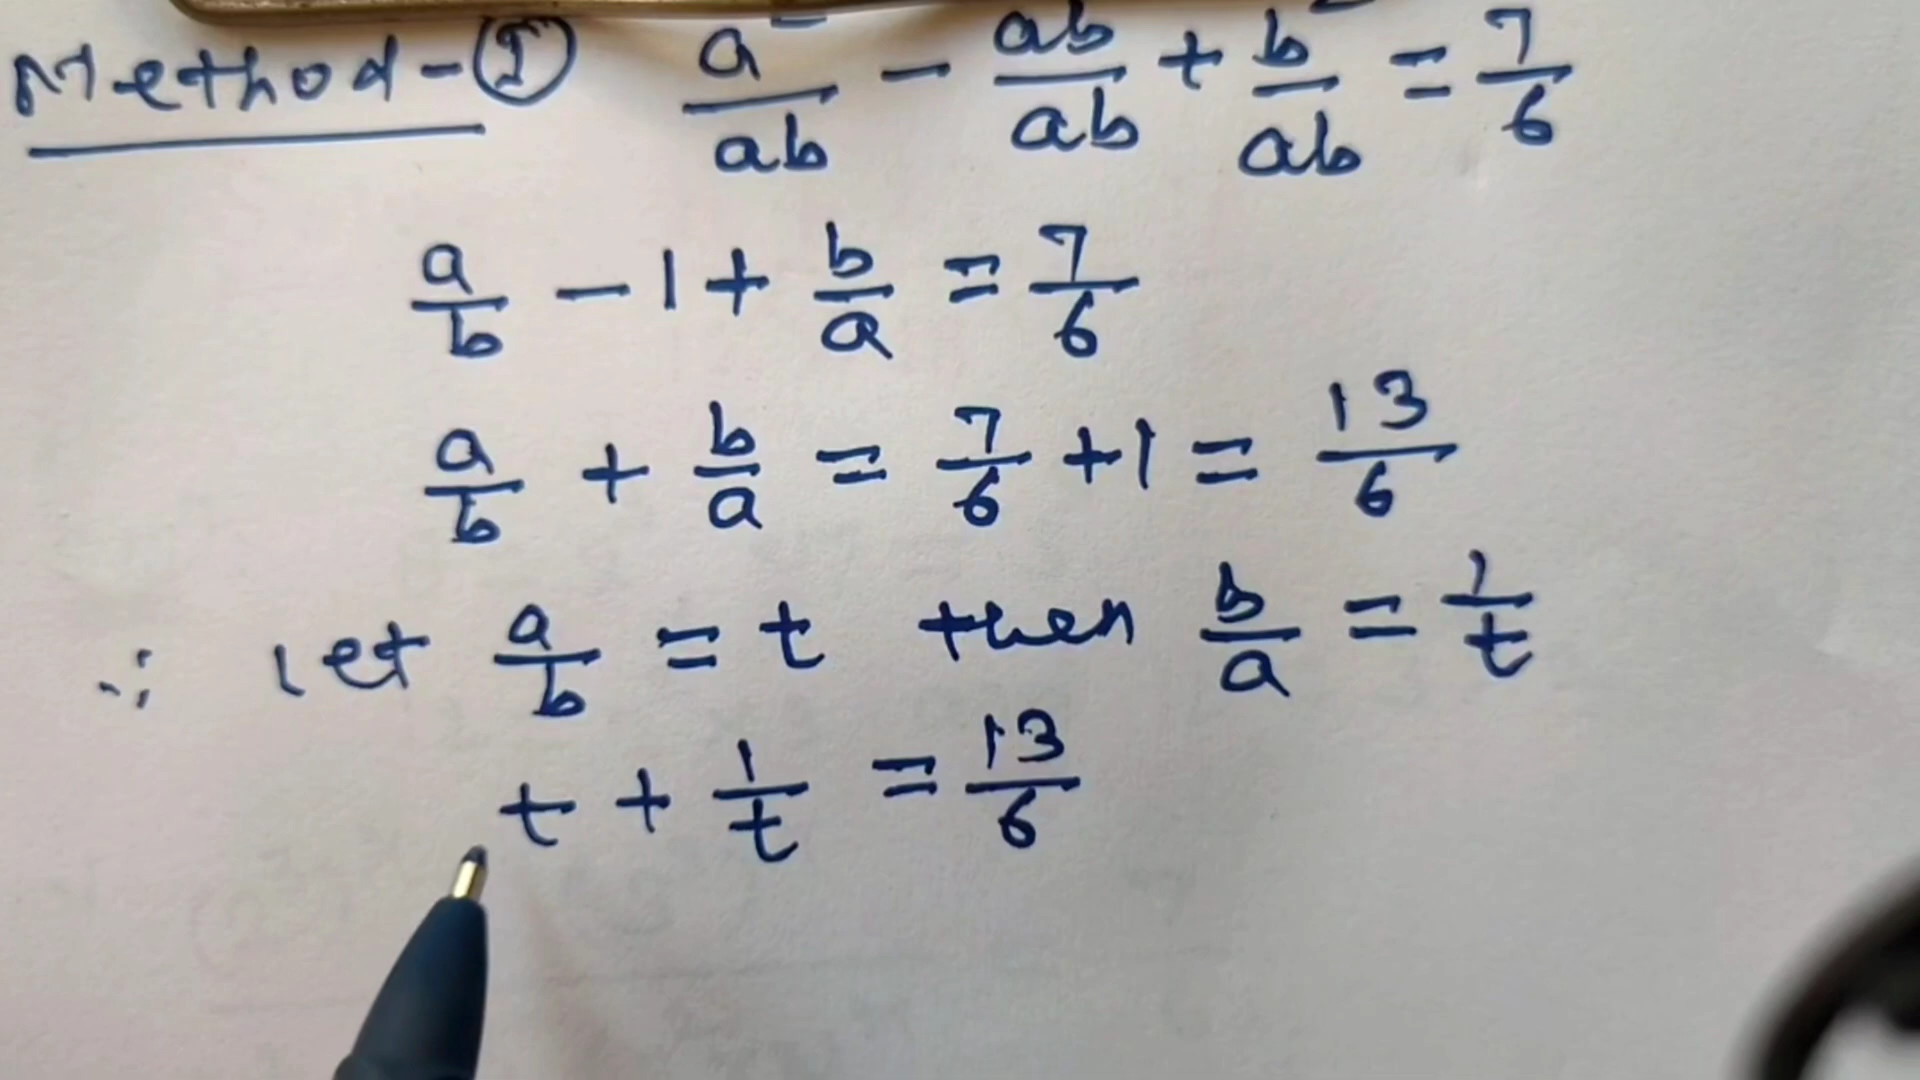 Method-① a²/ab - ab/ab + b²/ab = 7/6
a/b - 1 + b/a = 7/6
a/b + b/a = 7/6 + 1 = 13/6
∴ let a/b = t then b/a = 1/t
t + 1/t = 13/6